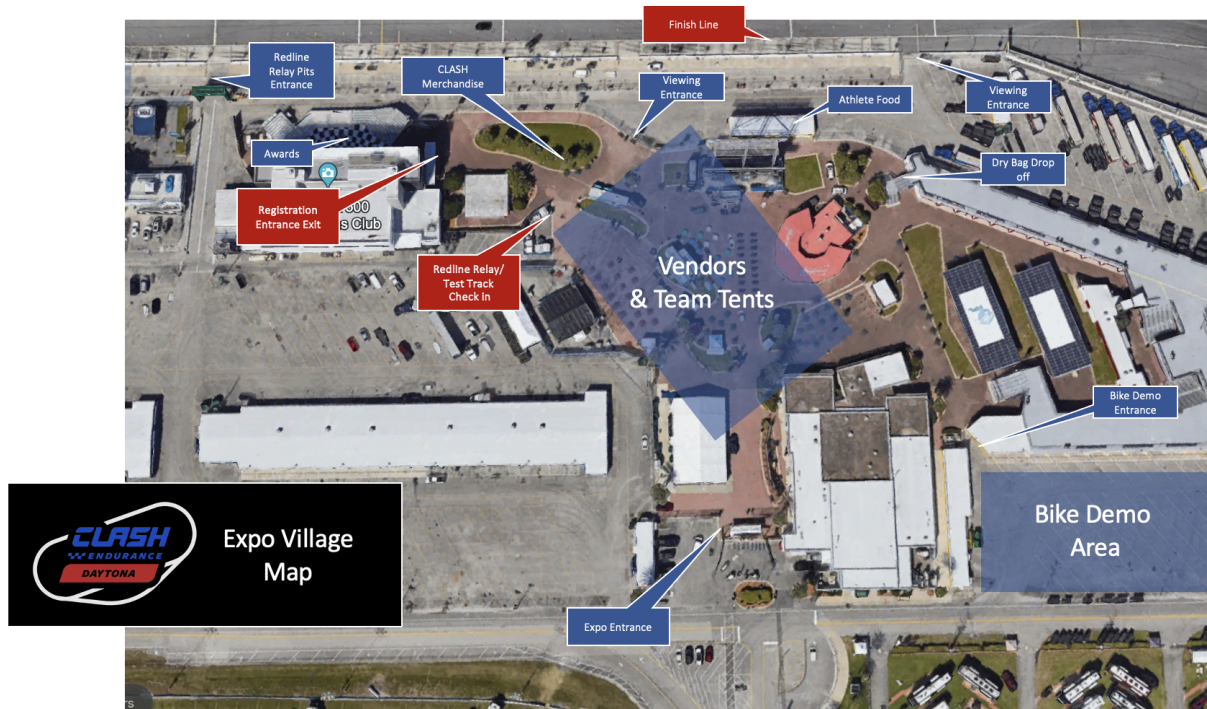 Finish Line
Redline
Relay Pits
Entrance
CLASH
Merchandise
Viewing
Entrance
Athlete Food
Viewing
Entrance
Awards
Dry Bag Drop
off
Registration
Entrance Exit
500
s Club
Redline Relay/
Test Track
Check in
Vendors
& Team Tents
Bike Demo
Entrance
CLASH
ENDURANCE
DAYTONA
Expo Village
Map
Bike Demo
Area
Expo Entrance